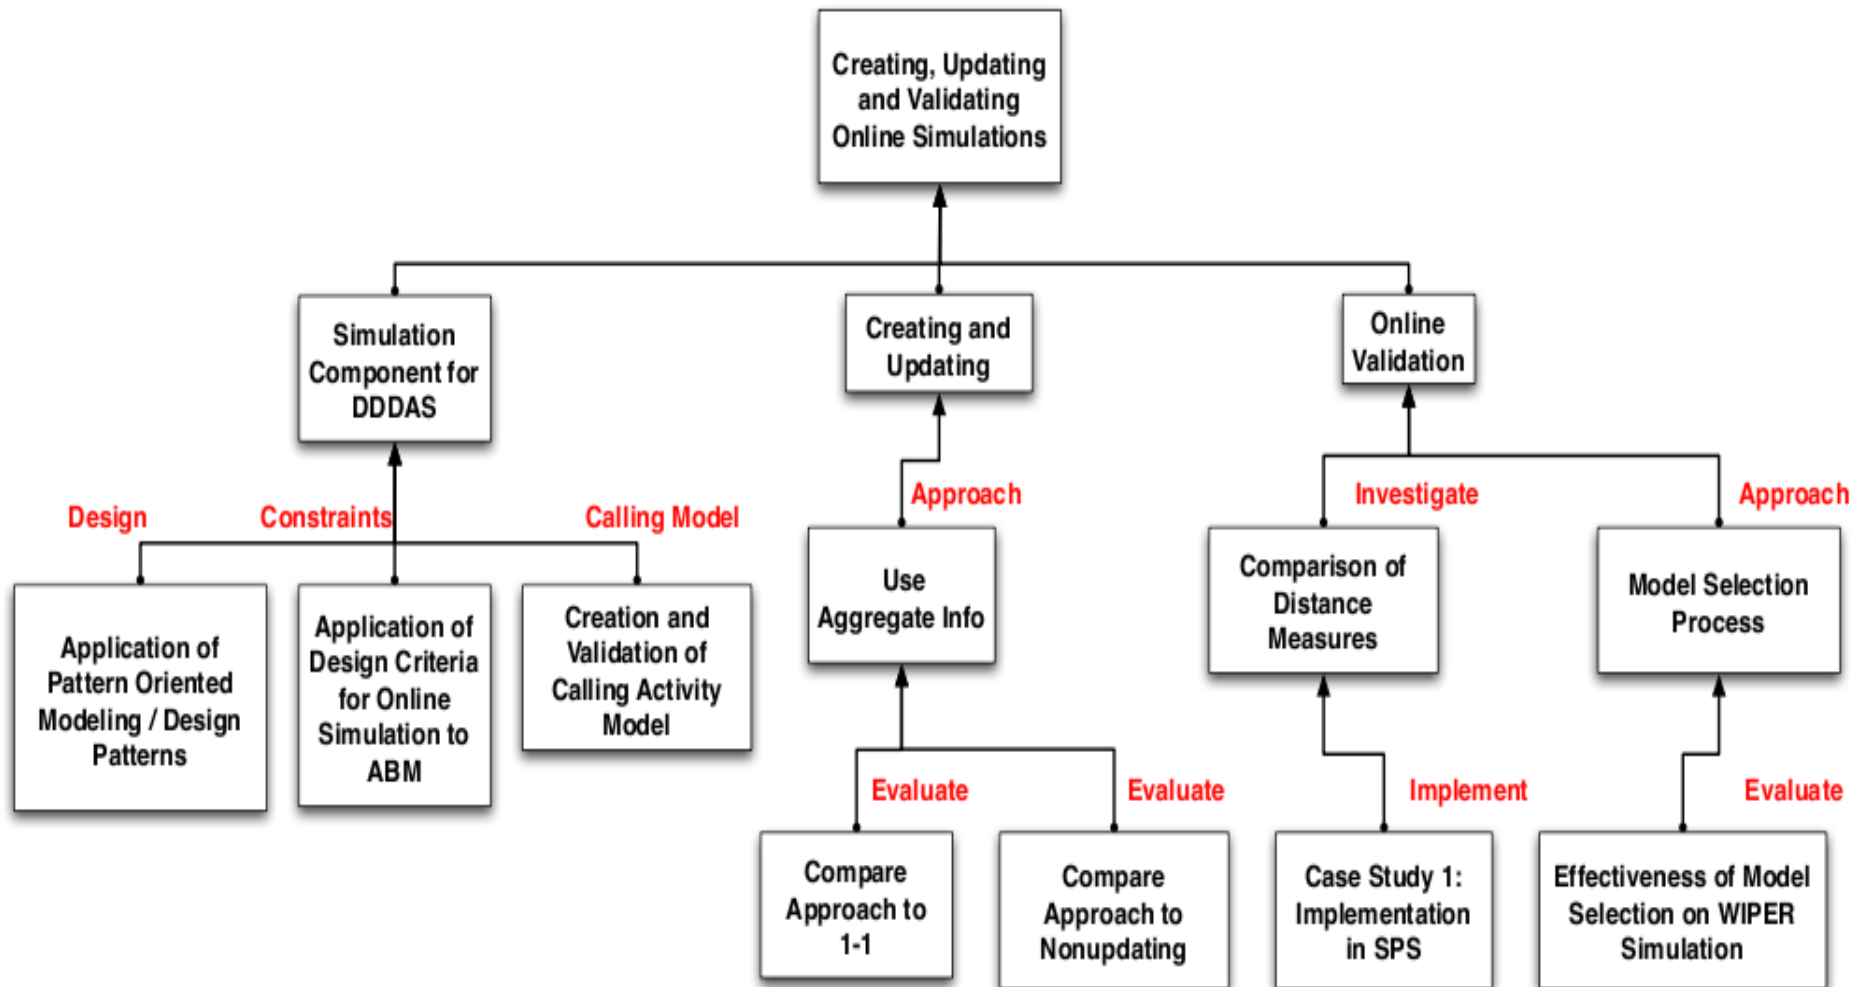 Creating, Updating
and Validating
Online Simulations
Simulation
Component for
DDDAS
Creating and
Updating
Online
Validation
Design
Constraints
Calling Model
Approach
Investigate
Approach
Application of
Pattern Oriented
Modeling / Design
Patterns
Application of
Design Criteria
for Online
Simulation to
ABM
Creation and
Validation of
Calling Activity
Model
Use
Aggregate Info
Comparison of
Distance
Measures
Model Selection
Process
Evaluate
Evaluate
Implement
Evaluate
Compare
Approach to
1-1
Compare
Approach to
Nonupdating
Case Study 1:
Implementation
in SPS
Effectiveness of Model
Selection on WIPER
Simulation